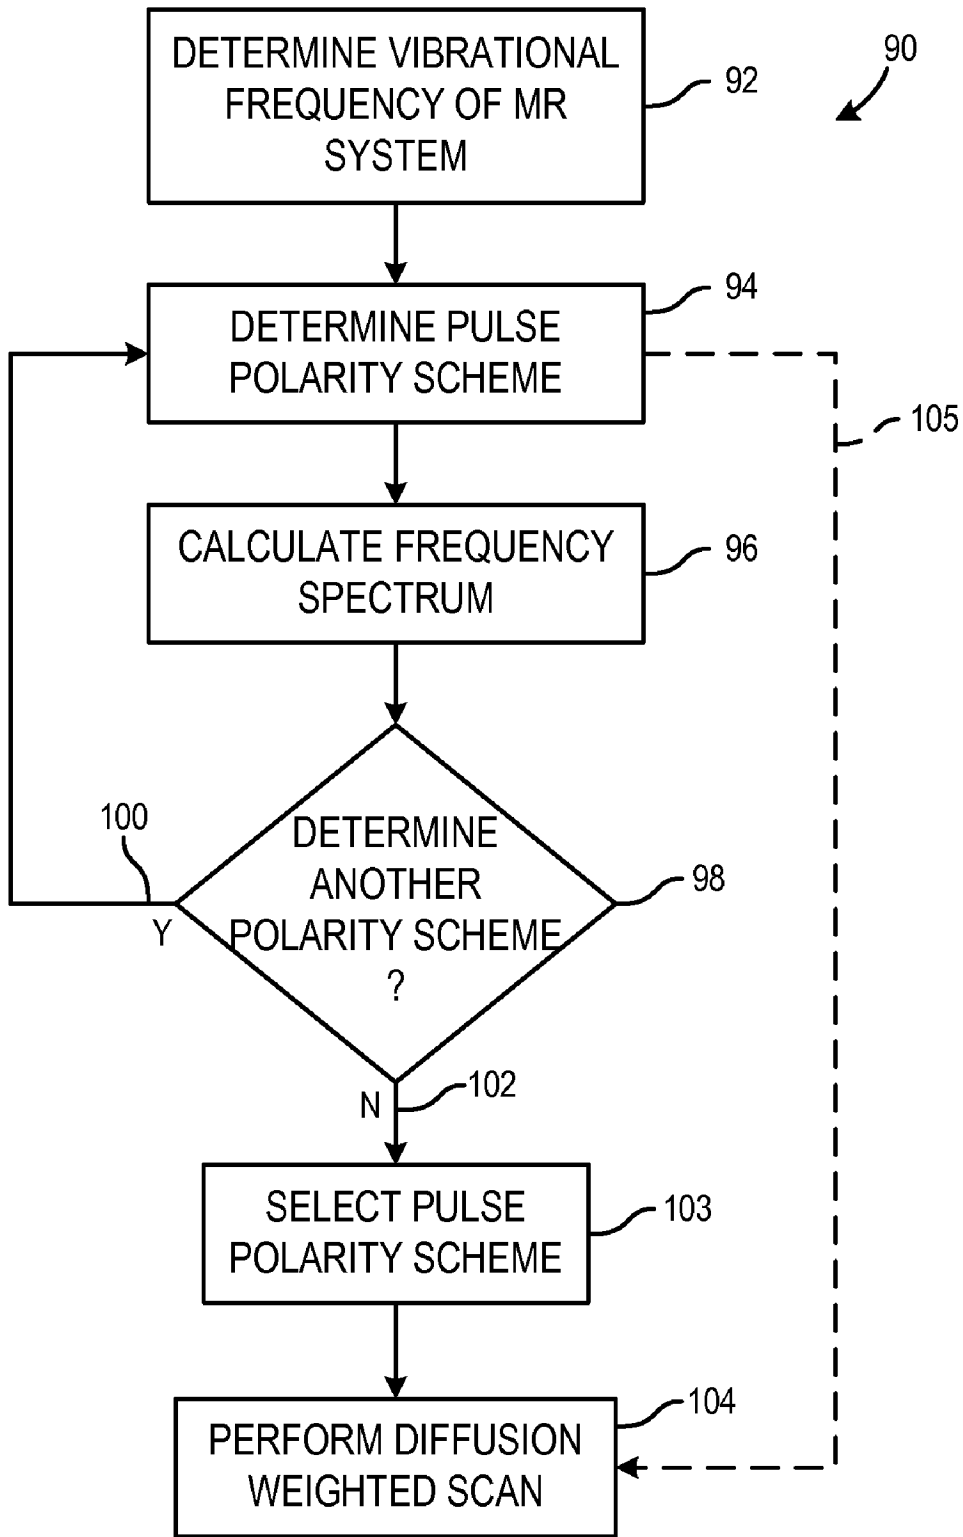 DETERMINE VIBRATIONAL
FREQUENCY OF MR
SYSTEM
92
90
DETERMINE PULSE
POLARITY SCHEME
94
105
CALCULATE FREQUENCY
SPECTRUM
96
DETERMINE
ANOTHER
POLARITY SCHEME
?
98
100
Y
N
102
SELECT PULSE
POLARITY SCHEME
103
PERFORM DIFFUSION
WEIGHTED SCAN
104